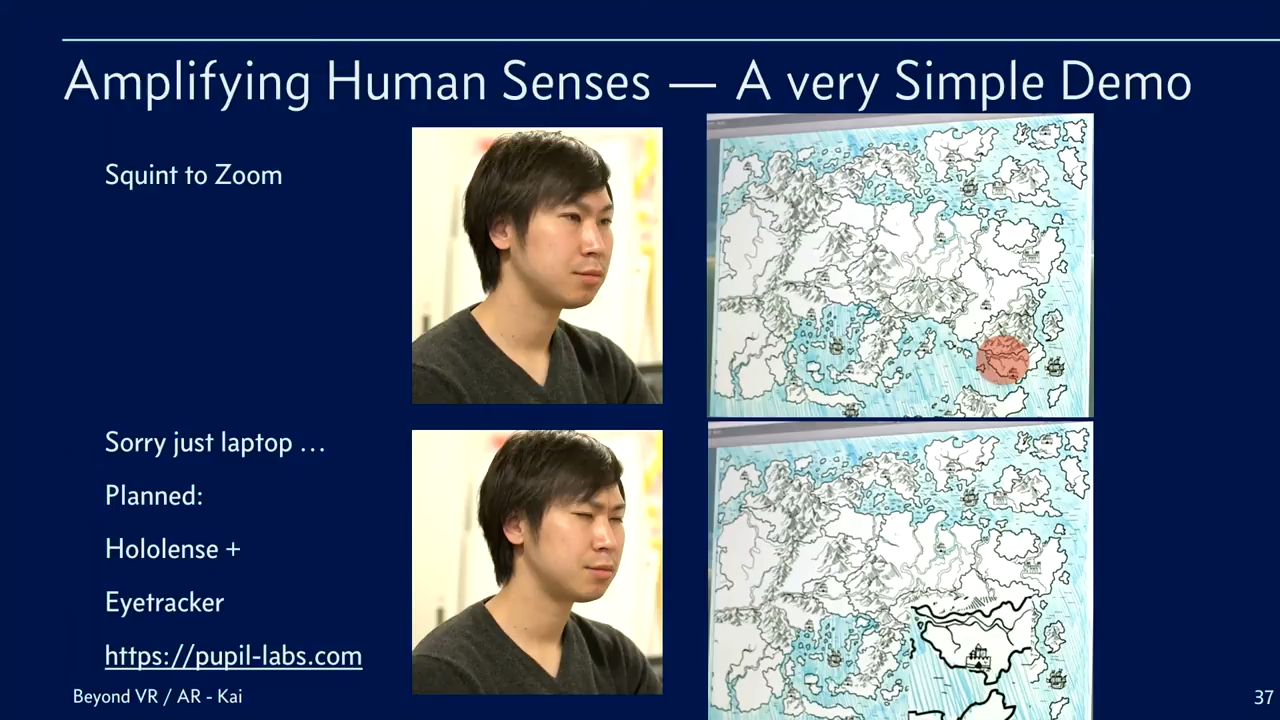 Amplifying Human Senses — A very Simple Demo
Squint to Zoom
Sorry just laptop …
Planned:
Hololense +
Eyetracker
https://pupil-labs.com
Beyond VR / AR - Kai
37